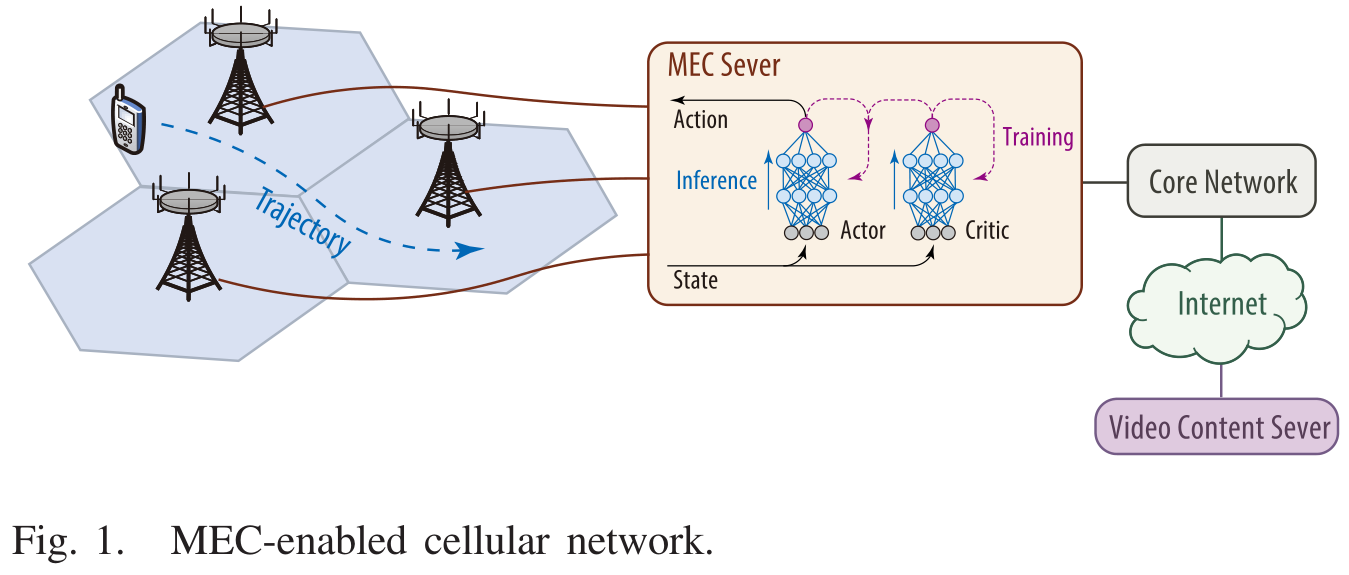 MEC Sever
Action
Training
Inference
Actor
Critic
State
Trajectory
Core Network
Internet
Video Content Sever
Fig. 1. MEC-enabled cellular network.